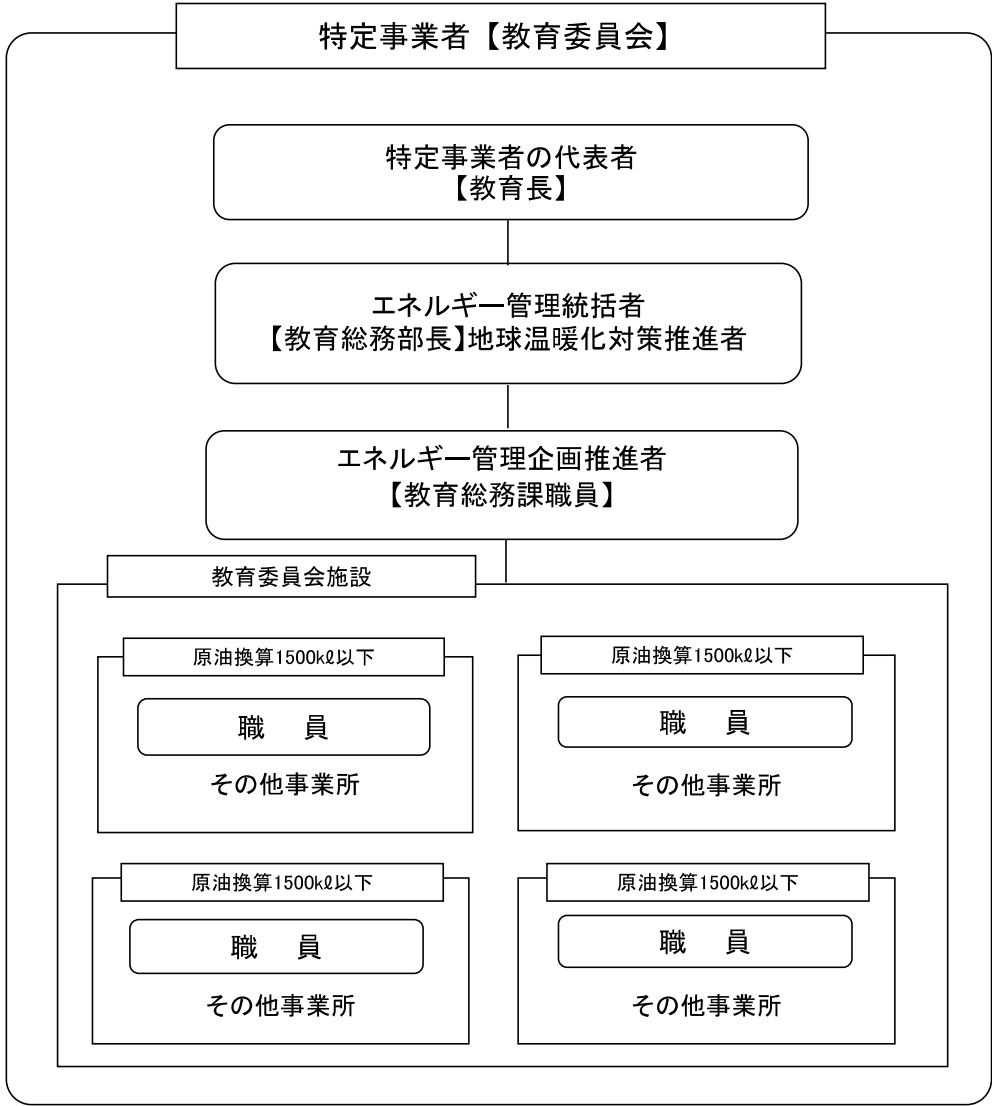 特定事業者【教育委員会】
特定事業者の代表者
【教育長】
エネルギー管理統括者
【教育総務部長】地球温暖化対策推進者
エネルギー管理企画推進者
【教育総務課職員】
教育委員会施設
原油換算1500kℓ以下
職　員
その他事業所
原油換算1500kℓ以下
職　員
その他事業所
原油換算1500kℓ以下
職　員
その他事業所
原油換算1500kℓ以下
職　員
その他事業所